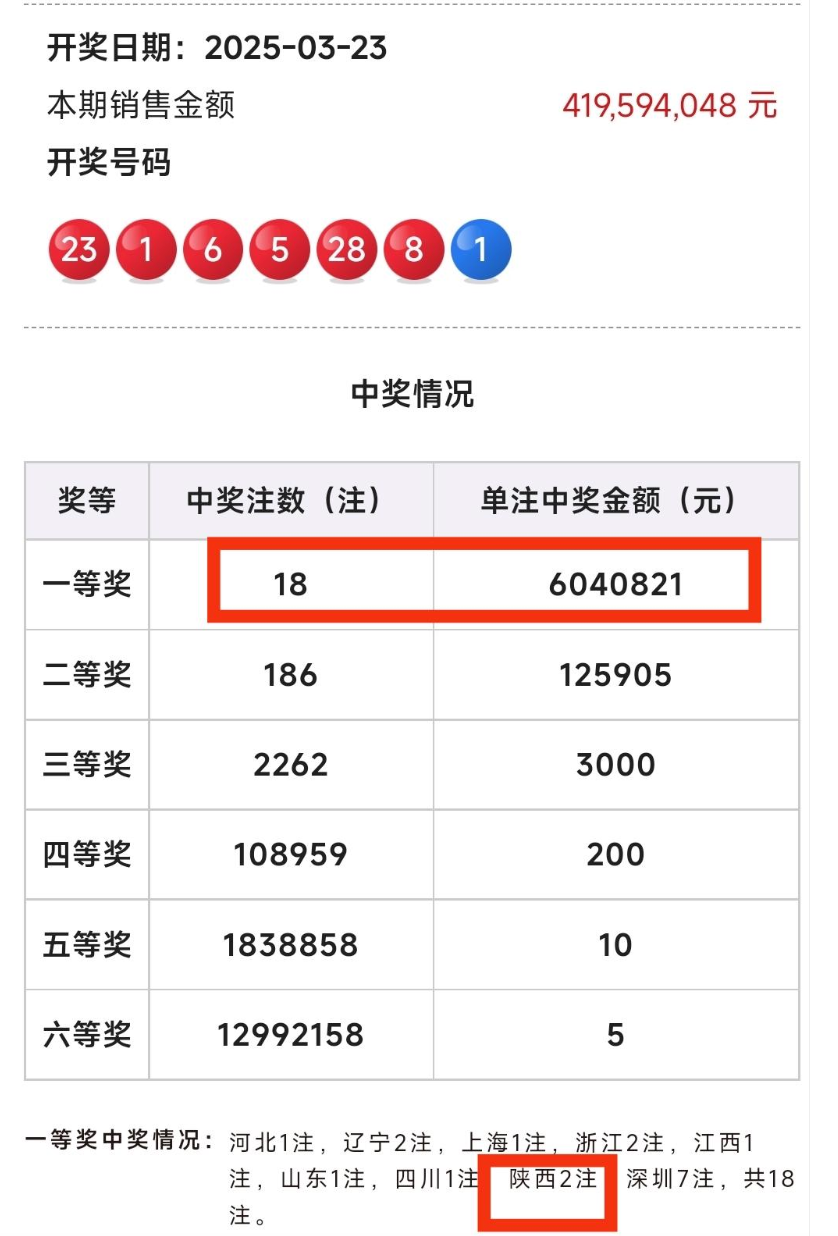 开奖日期：2025-03-23
本期销售金额 419,594,048 元
开奖号码
23 1 6 5 28 8 1
中奖情况
奖等 中奖注数（注） 单注中奖金额（元）
一等奖 18 6040821
二等奖 186 125905
三等奖 2262 3000
四等奖 108959 200
五等奖 1838858 10
六等奖 12992158 5
一等奖中奖情况： 河北1注，辽宁2注，上海1注，浙江2注，江西1
注，山东1注，四川1注 陕西2注 深圳7注，共18
注。